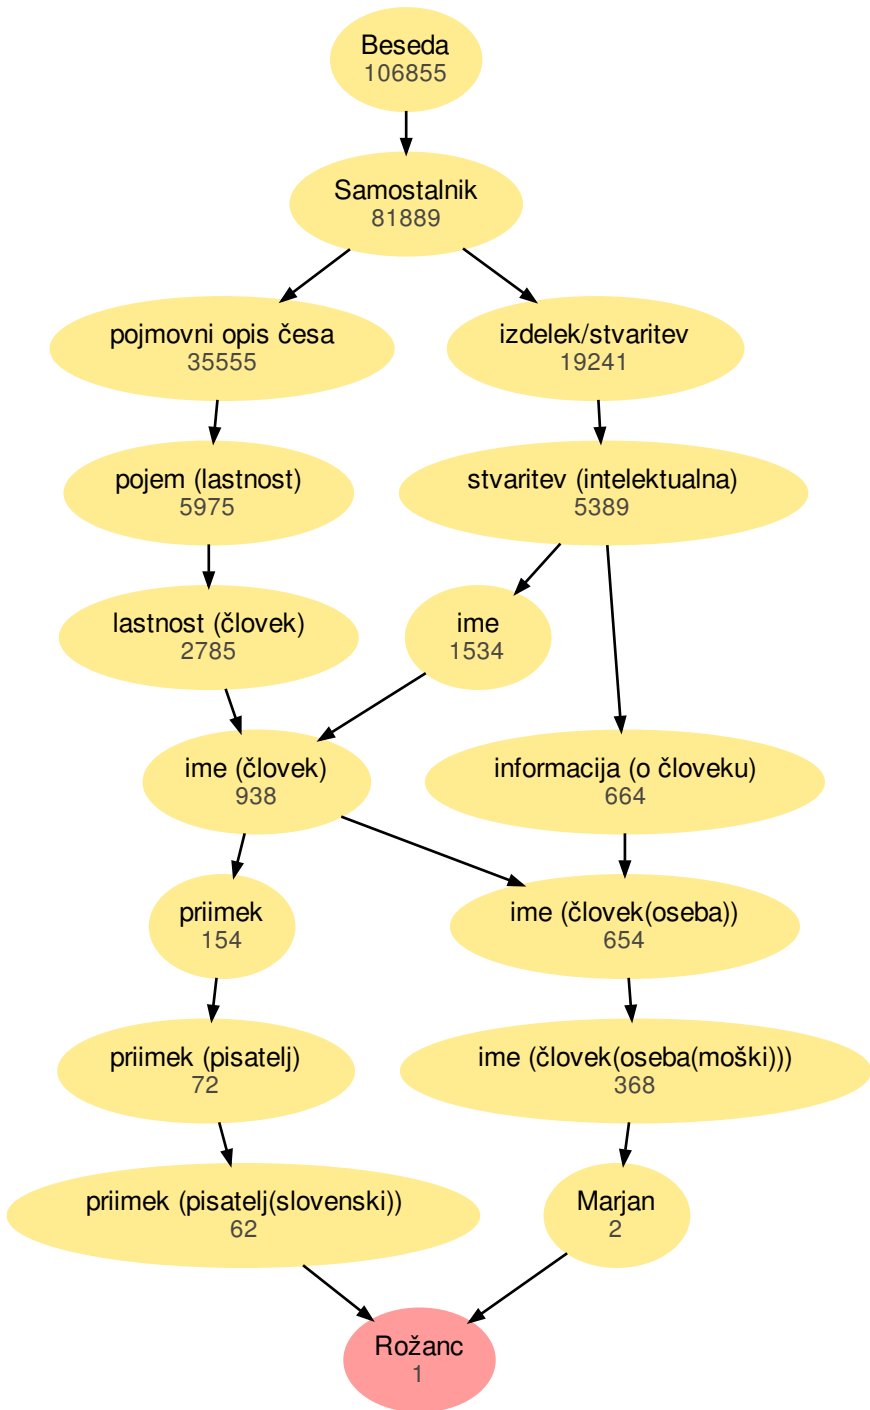 Beseda
106855
Samostalnik
81889
pojmovni opis česa
35555
izdelek/stvaritev
19241
pojem (lastnost)
5975
stvaritev (intelektualna)
5389
lastnost (človek)
2785
ime
1534
ime (človek)
938
informacija (o človeku)
664
priimek
154
ime (človek(oseba))
654
priimek (pisatelj)
72
ime (človek(oseba(moški)))
368
priimek (pisatelj(slovenski))
62
Marjan
2
Rožanc
1